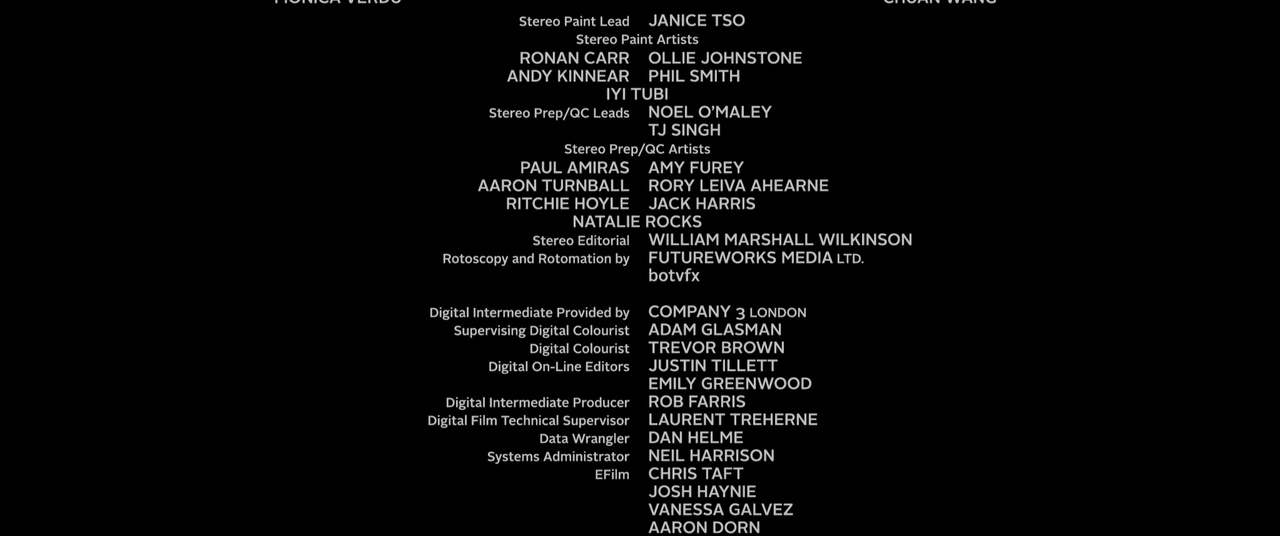 MONICA VERDU CHUAN WANG
Stereo Paint Lead JANICE TSO
Stereo Paint Artists
RONAN CARR OLLIE JOHNSTONE
ANDY KINNEAR PHIL SMITH
IYI TUBI
Stereo Prep/QC Leads NOEL O'MALEY
TJ SINGH
Stereo Prep/QC Artists
PAUL AMIRAS AMY FUREY
AARON TURNBALL RORY LEIVA AHEARNE
RITCHIE HOYLE JACK HARRIS
NATALIE ROCKS
Stereo Editorial WILLIAM MARSHALL WILKINSON
Rotoscopy and Rotomation by FUTUREWORKS MEDIA LTD.
botvfx
Digital Intermediate Provided by COMPANY 3 LONDON
Supervising Digital Colourist ADAM GLASMAN
Digital Colourist TREVOR BROWN
Digital On-Line Editors JUSTIN TILLETT
EMILY GREENWOOD
Digital Intermediate Producer ROB FARRIS
Digital Film Technical Supervisor LAURENT TREHERNE
Data Wrangler DAN HELME
Systems Administrator NEIL HARRISON
EFilm CHRIS TAFT
JOSH HAYNIE
VANESSA GALVEZ
AARON DORN